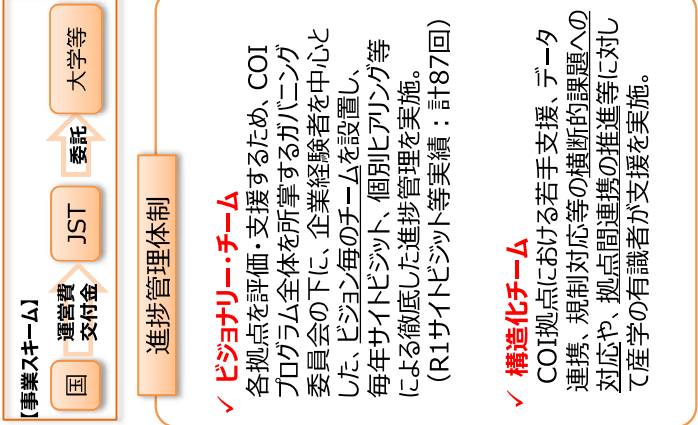 【事業スキーム】
国
運営費
交付金
JST
委託
大学等
進捗管理体制
✓ ビジョナリー・チーム
各拠点を評価・支援するため、COI
プログラム全体を所掌するガバニング
委員会の下に、企業経験者を中心と
した、ビジョン毎のチームを設置し、
毎年サイトビジット、個別ヒアリング等
による徹底した進捗管理を実施。
（R1サイトビジット等実績：計87回）
✓ 構造化チーム
COI拠点における若手支援、データ
連携、規制対応等の横断的課題への
対応や、拠点間連携の推進等に対し
て産学の有識者が支援を実施。